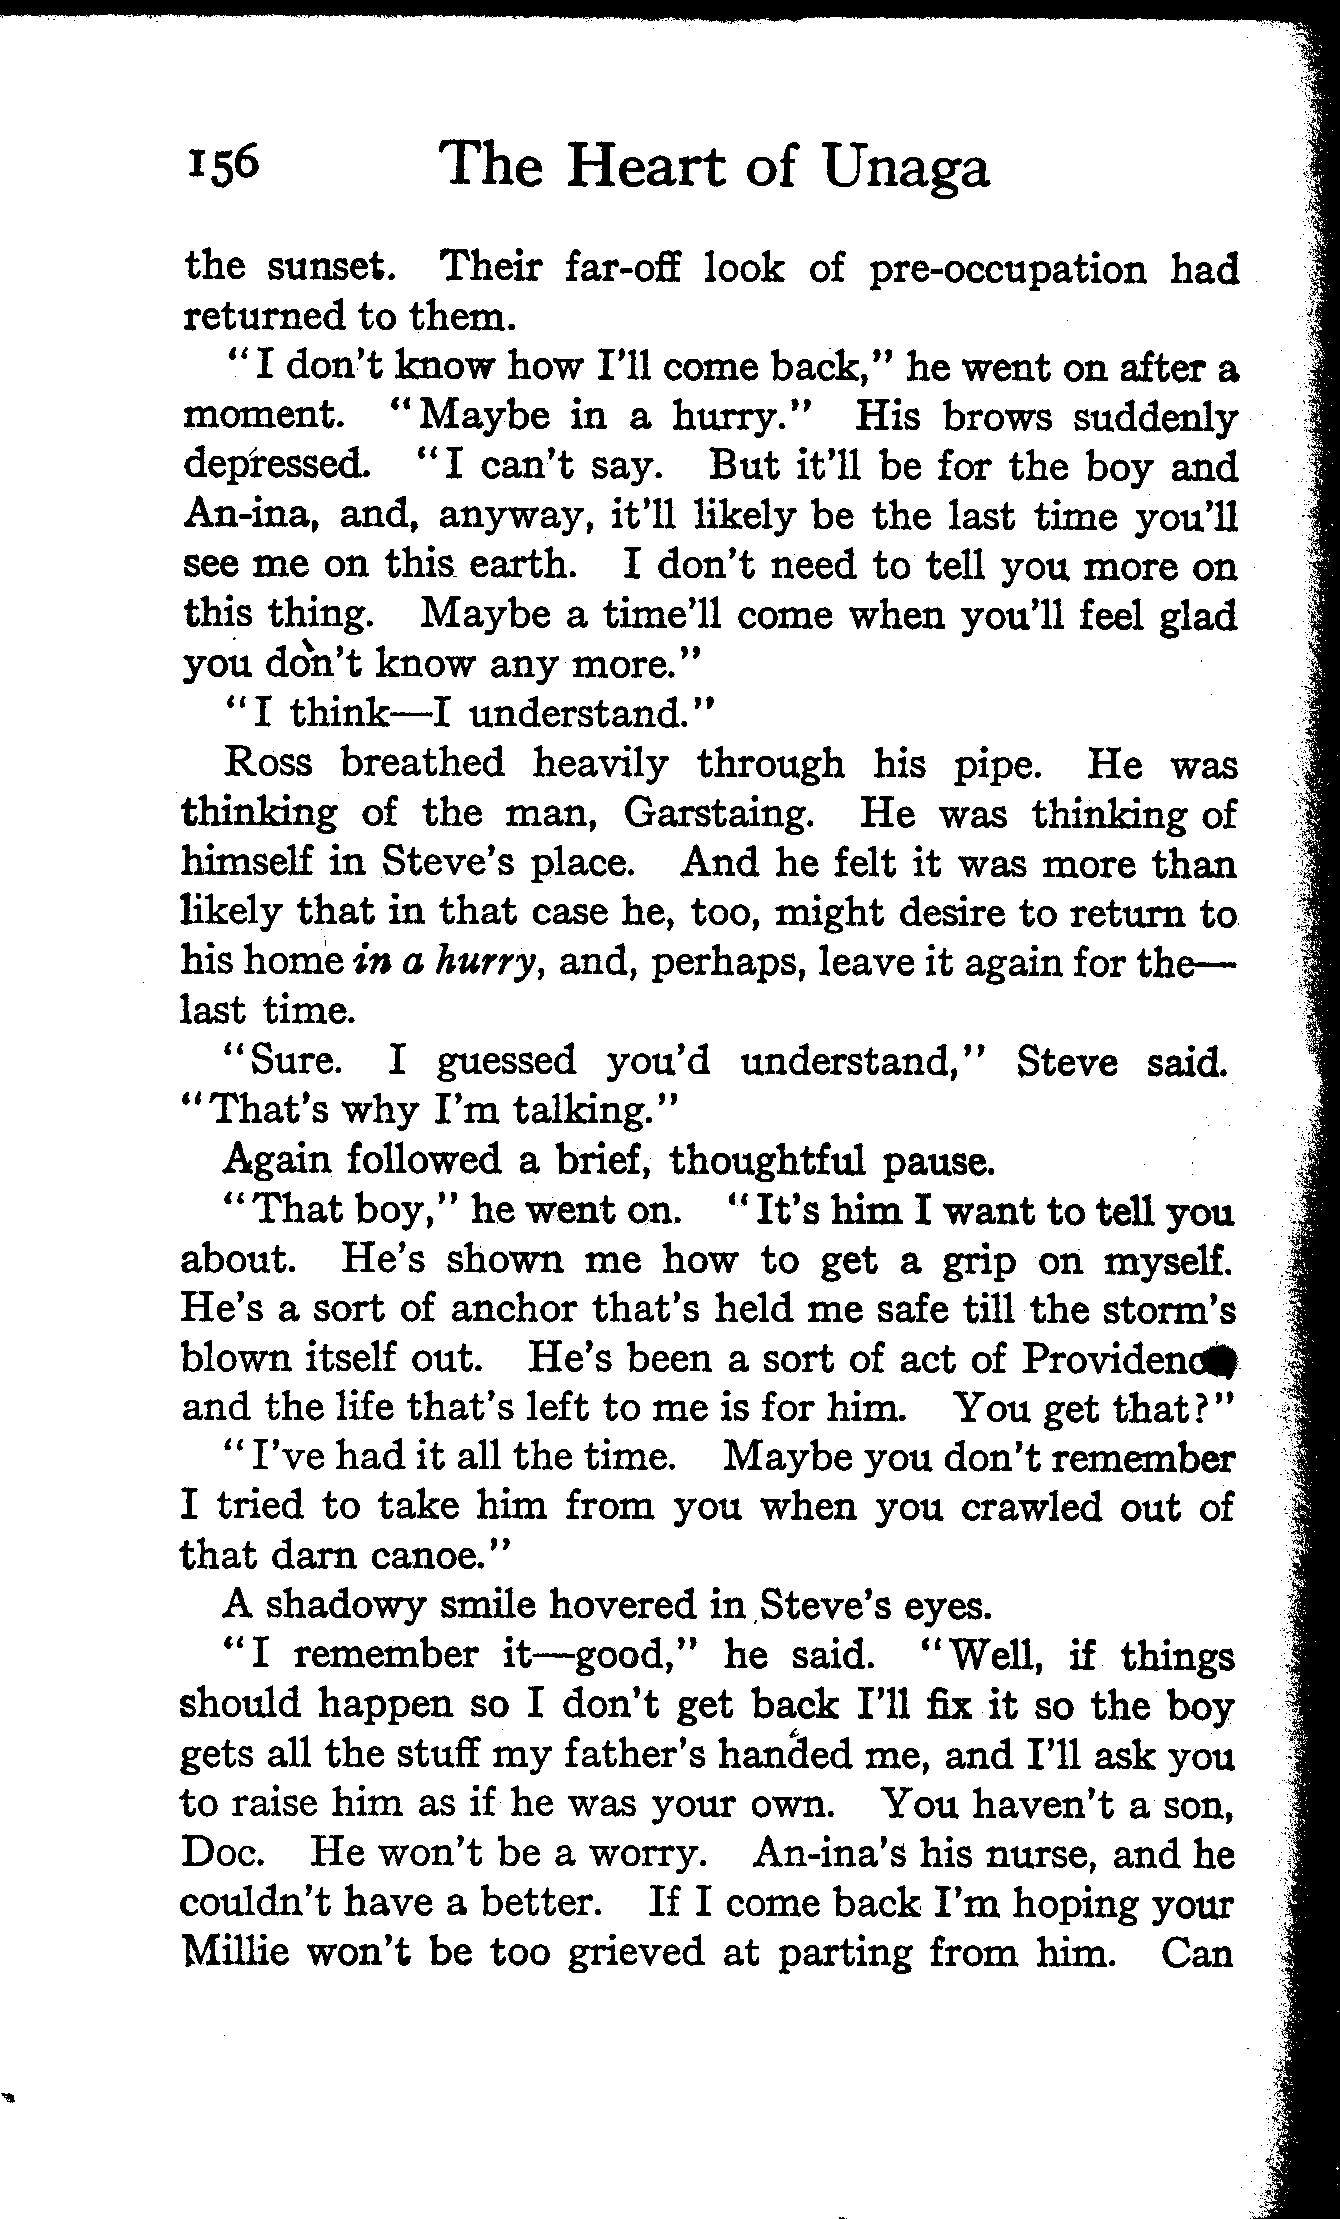 156 The Heart of Unaga
the sunset. Their far-off look of pre-occupation had
returned to them.
"I don't know how I'll come back," he went on after a
moment. "Maybe in a hurry." His brows suddenly
depressed. "I can't say. But it'll be for the boy and
An-ina, and, anyway, it'll likely be the last time you'll
see me on this earth. I don't need to tell you more on
this thing. Maybe a time'll come when you'll feel glad
you don't know any more."
"I think—I understand."
Ross breathed heavily through his pipe. He was
thinking of the man, Garstaing. He was thinking of
himself in Steve's place. And he felt it was more than
likely that in that case he, too, might desire to return to
his home in a hurry, and, perhaps, leave it again for the—
last time.
"Sure. I guessed you'd understand," Steve said.
"That's why I'm talking."
Again followed a brief, thoughtful pause.
"That boy," he went on. "It's him I want to tell you
about. He's shown me how to get a grip on myself.
He's a sort of anchor that's held me safe till the storm's
blown itself out. He's been a sort of act of Providence
and the life that's left to me is for him. You get that?"
"I've had it all the time. Maybe you don't remember
I tried to take him from you when you crawled out of
that darn canoe."
A shadowy smile hovered in Steve's eyes.
"I remember it—good," he said. "Well, if things
should happen so I don't get back I'll fix it so the boy
gets all the stuff my father's handed me, and I'll ask you
to raise him as if he was your own. You haven't a son,
Doc. He won't be a worry. An-ina's his nurse, and he
couldn't have a better. If I come back I'm hoping your
Millie won't be too grieved at parting from him. Can